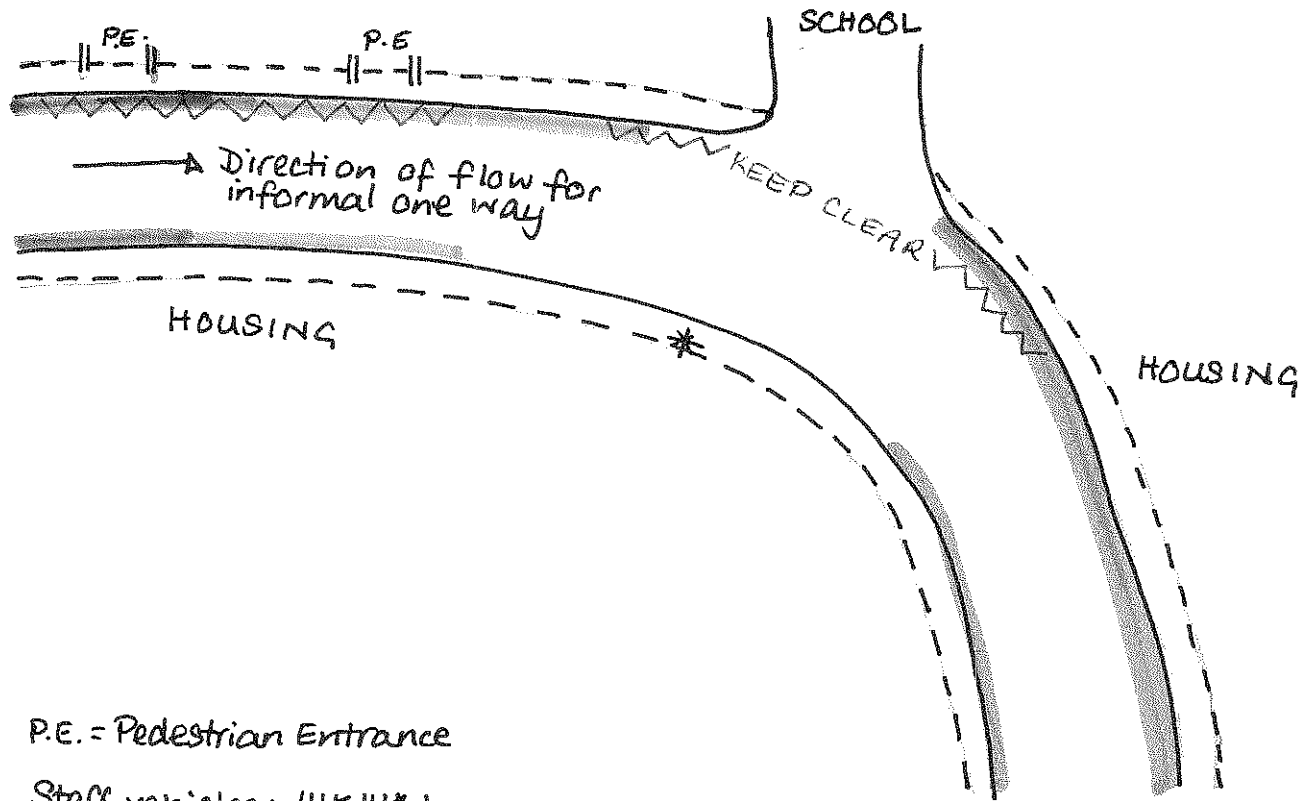 SCHOOL
P.E.
P.E
Direction of flow for
informal one way
KEEP CLEAR
HOUSING
HOUSING
P.E. = Pedestrian Entrance